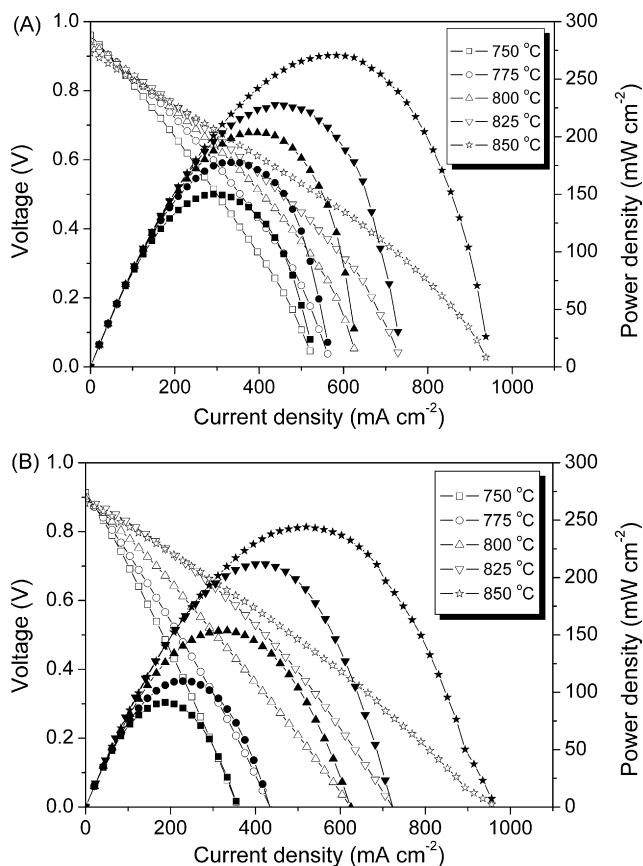 (A)
1.0
0.8
0.6
0.4
0.2
0.0
Voltage (V)
300
250
200
150
100
50
0
Power density (mW cm-2)
750 °C
775 °C
800 °C
825 °C
850 °C
0 200 400 600 800 1000
Current density (mA cm-2)
(B)
1.0
0.8
0.6
0.4
0.2
0.0
Voltage (V)
300
250
200
150
100
50
0
Power density (mW cm-2)
750 °C
775 °C
800 °C
825 °C
850 °C
0 200 400 600 800 1000
Current density (mA cm-2)